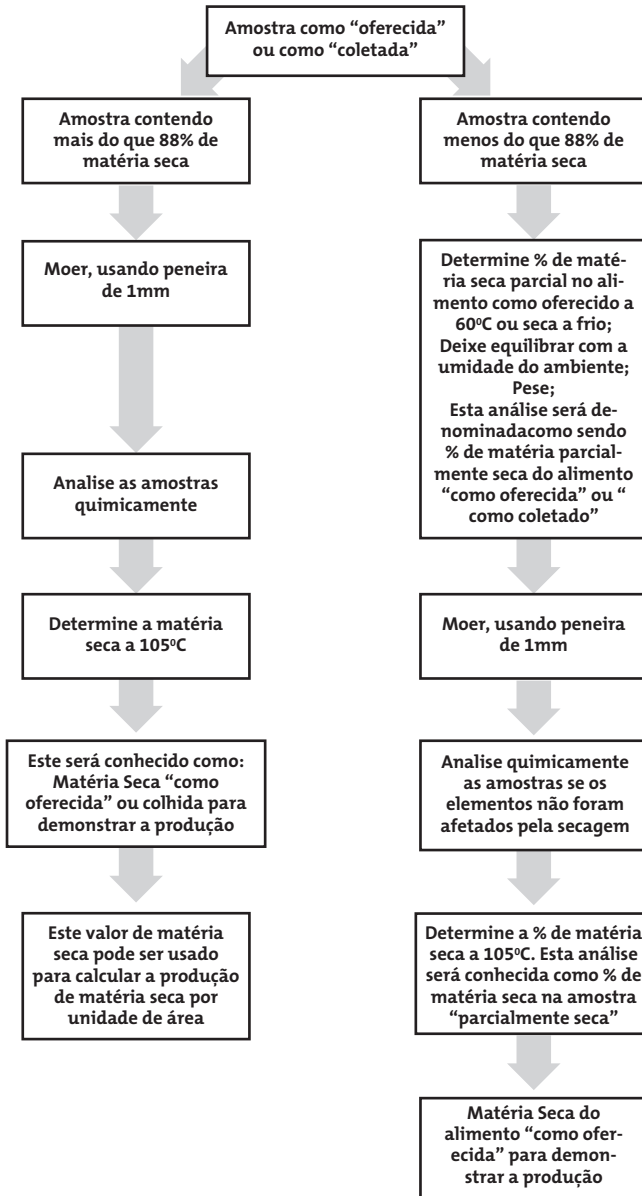 Amostra como “oferecida”
ou como “coletada”
Amostra contendo
mais do que 88% de
matéria seca
Moer, usando peneira
de 1mm
Analise as amostras
quimicamente
Determine a matéria
seca a 105ºC
Este será conhecido como:
Matéria Seca “como
oferecida” ou colhida para
demonstrar a produção
Este valor de matéria
seca pode ser usado
para calcular a produção
de matéria seca por
unidade de área
Amostra contendo
menos do que 88% de
matéria seca
Determine % de maté-
ria seca parcial no ali-
mento como oferecido a
60ºC ou seca a frio;
Deixe equilibrar com a
umidade do ambiente;
Pese;
Esta análise será de-
nominadacomo sendo
% de matéria parcial-
mente seca do alimento
“como oferecida” ou “
como coletado”
Moer, usando peneira
de 1mm
Analise quimicamente
as amostras se os
elementos não foram
afetados pela secagem
Determine a % de matéria
seca a 105ºC. Esta análise
será conhecida como % de
matéria seca na amostra
“parcialmente seca”
Matéria Seca do
alimento “como ofer-
ecida” para demon-
strar a produção